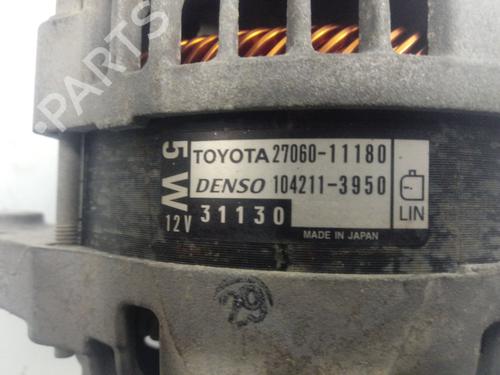 PARTS
5W
12V
TOYOTA 27060-11180
DENSO 104211-3950
31130
LIN
MADE IN JAPAN